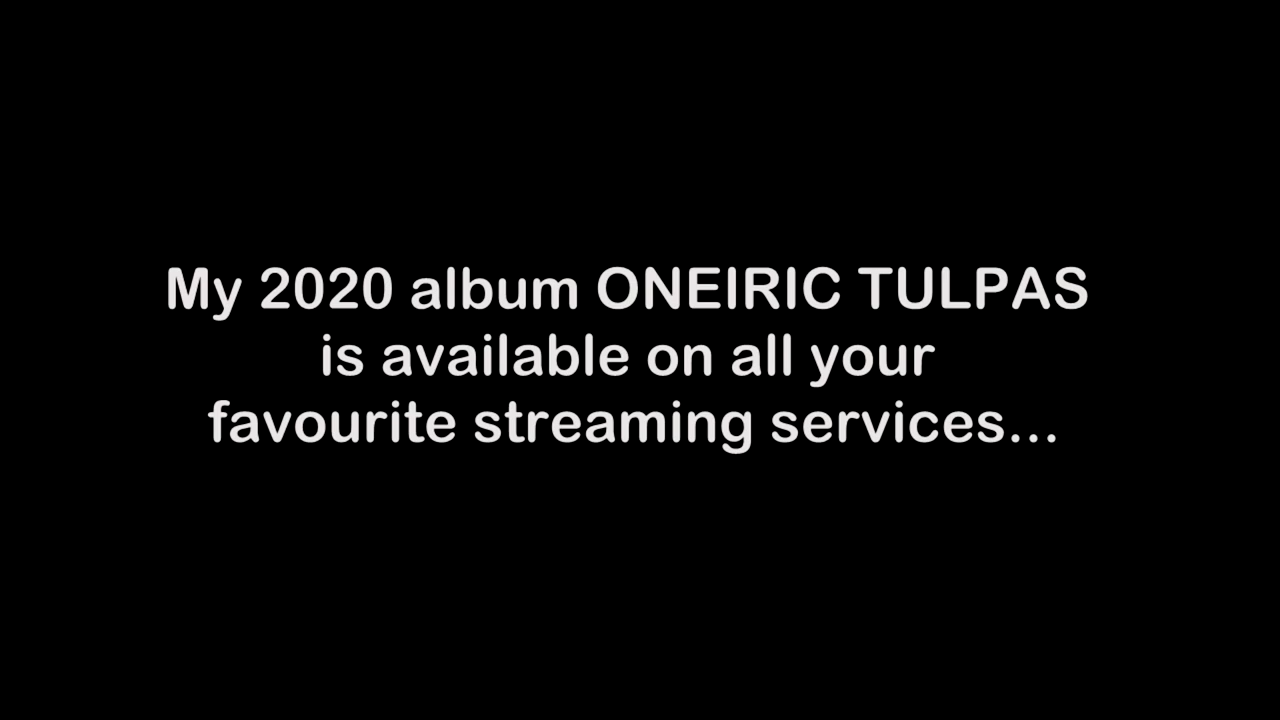 My 2020 album ONEIRIC TULPAS
is available on all your
favourite streaming services...